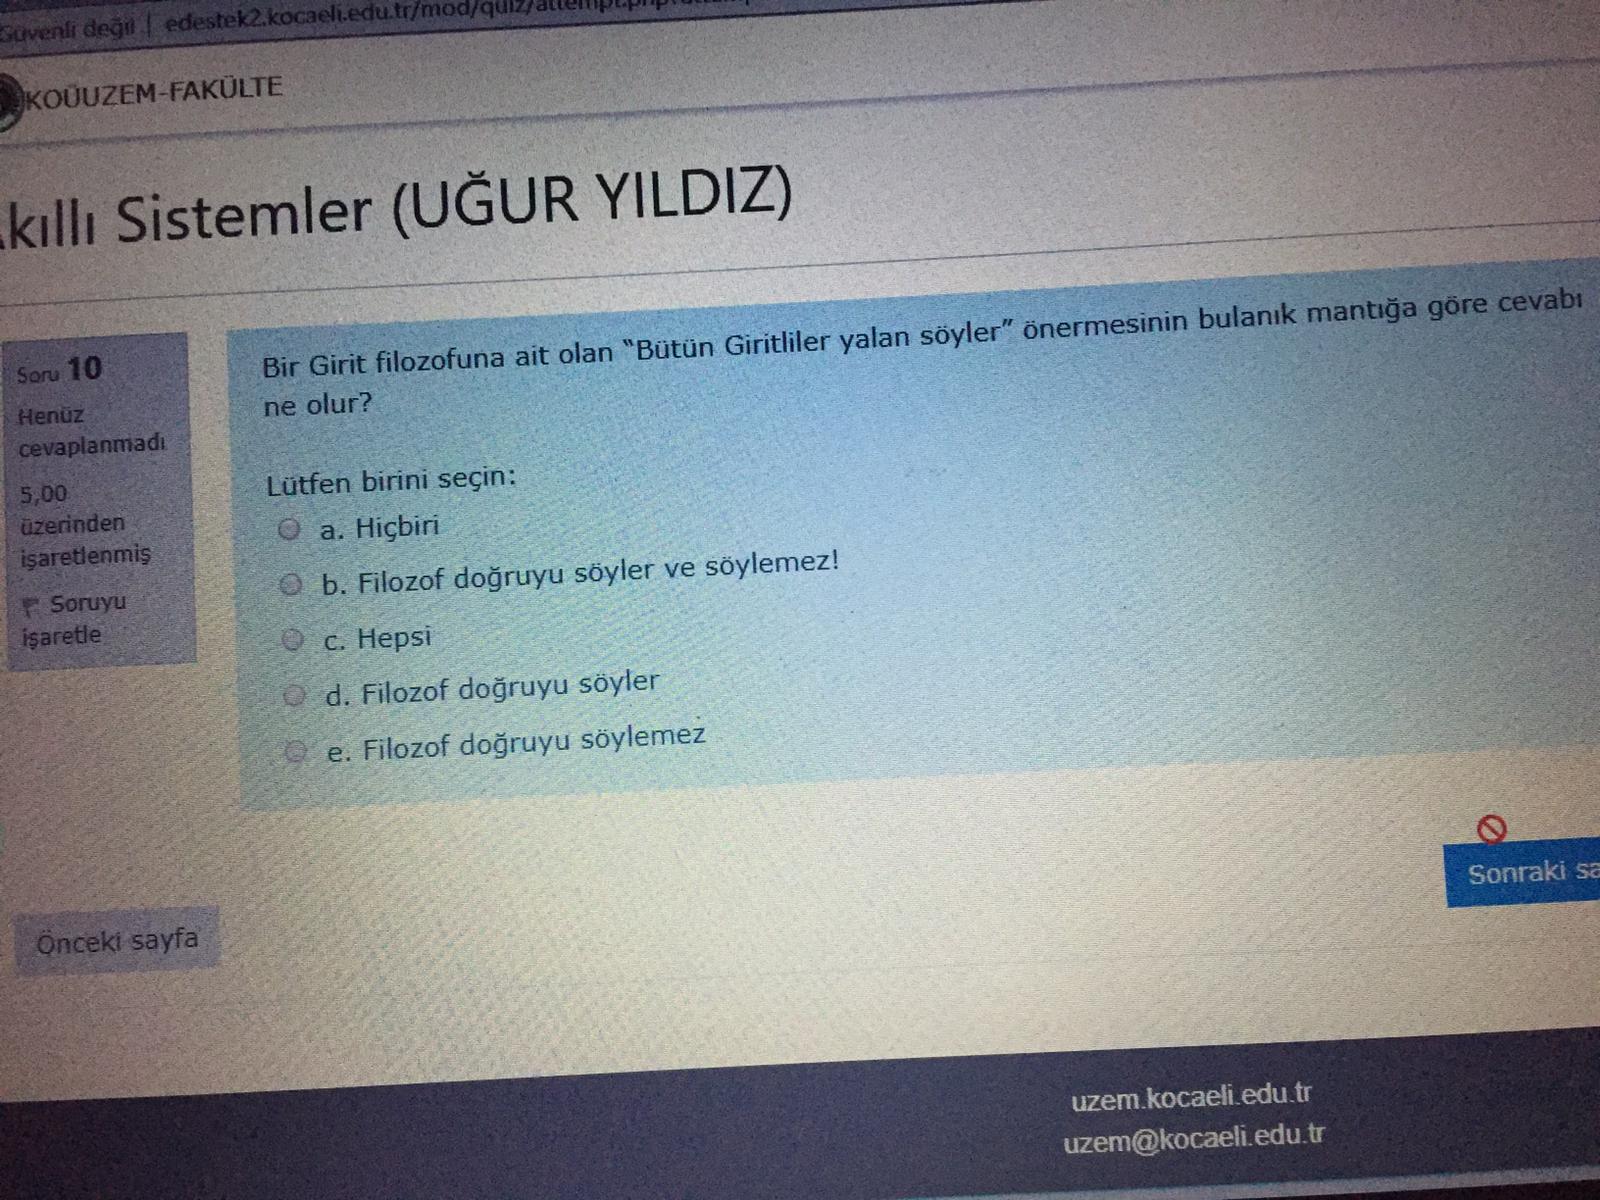 Güvenli değil | edestek2.kocaeli.edu.tr/mod/quiz/attempt.php
KOÜUZEM-FAKÜLTE
kıllı Sistemler (UĞUR YILDIZ)
Soru 10
Henüz
cevaplanmadı
5,00
üzerinden
işaretlenmiş
Soruyu
işaretle
Bir Girit filozofuna ait olan “Bütün Giritliler yalan söyler” önermesinin bulanık mantığa göre cevabı
ne olur?
Lütfen birini seçin:
a. Hiçbiri
b. Filozof doğruyu söyler ve söylemez!
c. Hepsi
d. Filozof doğruyu söyler
e. Filozof doğruyu söylemez
Sonraki sa
Önceki sayfa
uzem.kocaeli.edu.tr
uzem@kocaeli.edu.tr